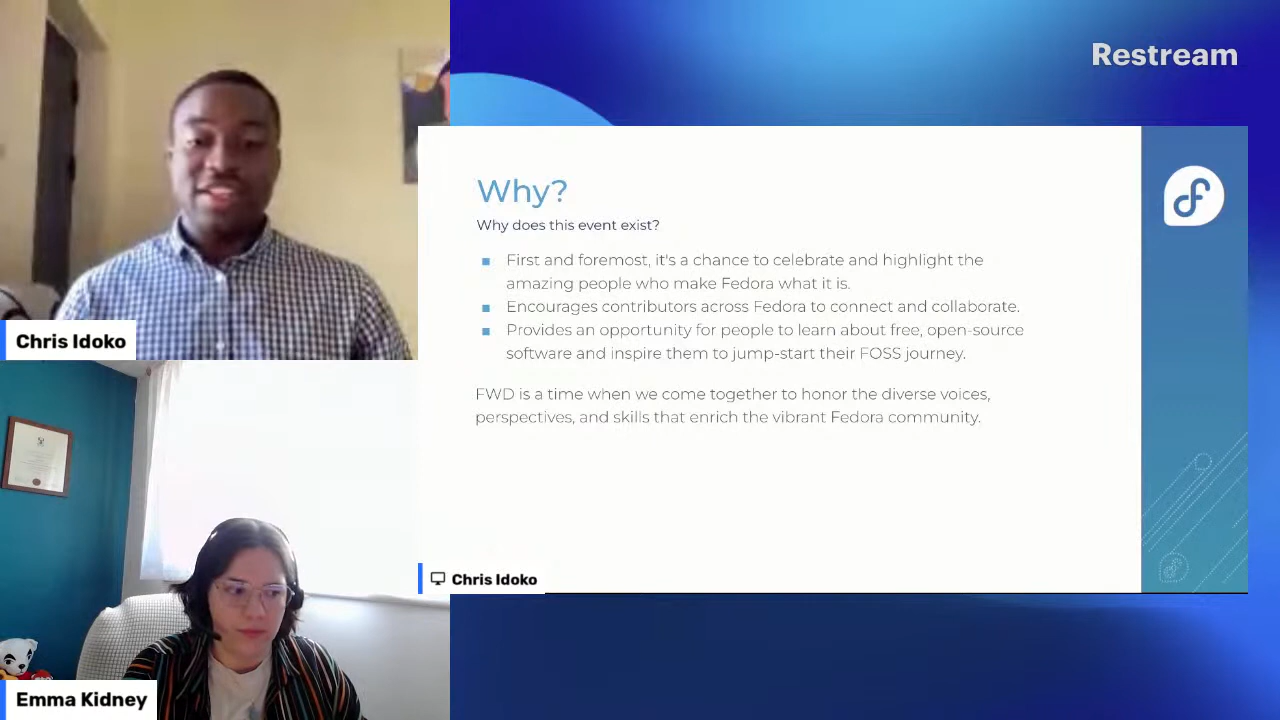 Restream
Why?
Why does this event exist?
First and foremost, it's a chance to celebrate and highlight the
amazing people who make Fedora what it is.
Encourages contributors across Fedora to connect and collaborate.
Provides an opportunity for people to learn about free, open-source
software and inspire them to jump-start their FOSS journey.
FWD is a time when we come together to honor the diverse voices,
perspectives, and skills that enrich the vibrant Fedora community.
Chris Idoko
Chris Idoko
Emma Kidney